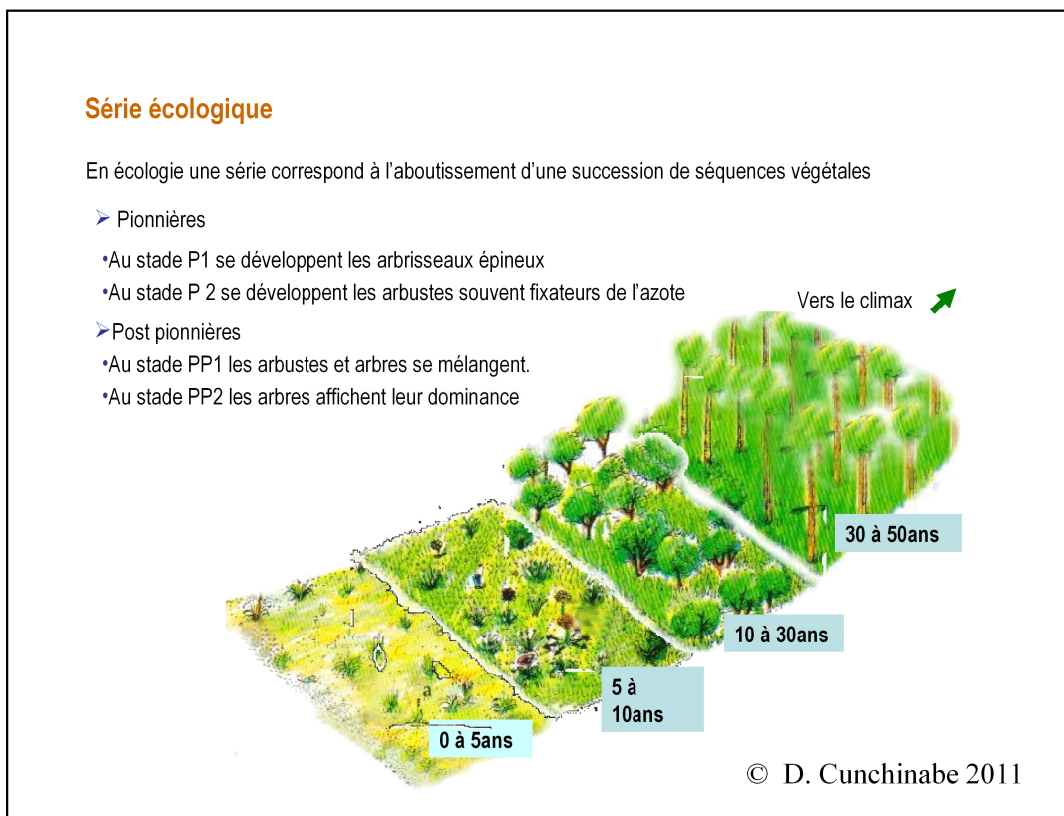 Série écologique
En écologie une série correspond à l'aboutissement d'une succession de séquences végétales
➢ Pionnières
•Au stade P1 se développent les arbrisseaux épineux
•Au stade P 2 se développent les arbustes souvent fixateurs de l'azote
Vers le climax
➢Post pionnières
•Au stade PP1 les arbustes et arbres se mélangent.
•Au stade PP2 les arbres affichent leur dominance
30 à 50ans
10 à 30ans
5 à
10ans
0 à 5ans
a
© D. Cunchinabe 2011